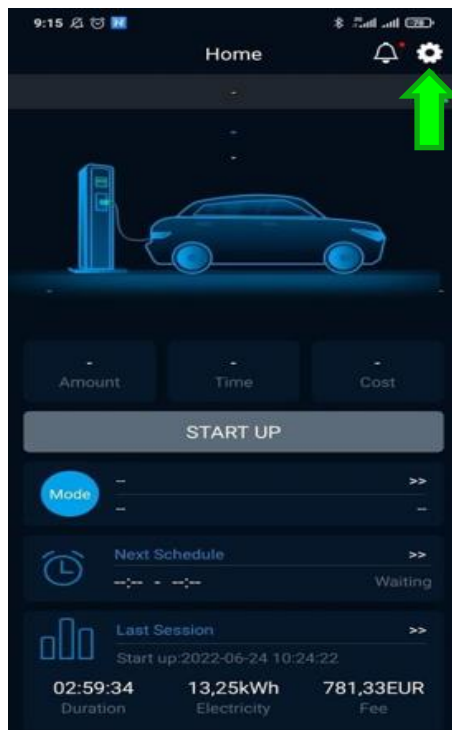 9:15
Home
-
-
-
-
-
- - -
Amount Time Cost
START UP
Mode -- >>
-- --
Next Schedule >>
--:-- - --:-- Waiting
Last Session >>
Start up:2022-06-24 10:24:22
02:59:34 13,25kWh 781,33EUR
Duration Electricity Fee